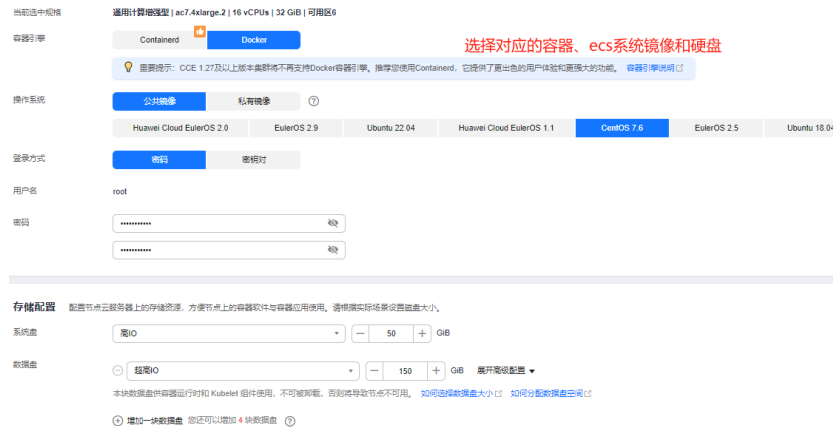 当前选中规格 通用计算增强型 | ac7.4xlarge.2 | 16 vCPUs | 32 GiB | 可用区6
容器引擎 Containerd Docker
选择对应的容器、ecs系统镜像和硬盘
重要提示：CCE 1.27及以上版本集群将不再支持Docker容器引擎。推荐您使用Containerd，它提供了更出色的用户体验和更强大的功能。 容器引擎说明
操作系统 公共镜像 私有镜像 ?
Huawei Cloud EulerOS 2.0 EulerOS 2.9 Ubuntu 22.04 Huawei Cloud EulerOS 1.1 CentOS 7.6 EulerOS 2.5 Ubuntu 18.04
登录方式 密码 密钥对
用户名 root
密码 ...........
...........
存储配置 配置节点云服务器上的存储资源，方便节点上的容器软件与容器应用使用。请根据实际场景设置磁盘大小。
系统盘 高IO — 50 + GiB
数据盘 超高IO — 150 + GiB 展开高级配置
本块数据盘供容器运行时和 Kubelet 组件使用，不可被卸载，否则将导致节点不可用。 如何选择数据盘大小 如何分配数据盘空间
增加一块数据盘 您还可以增加 4 块数据盘 ?